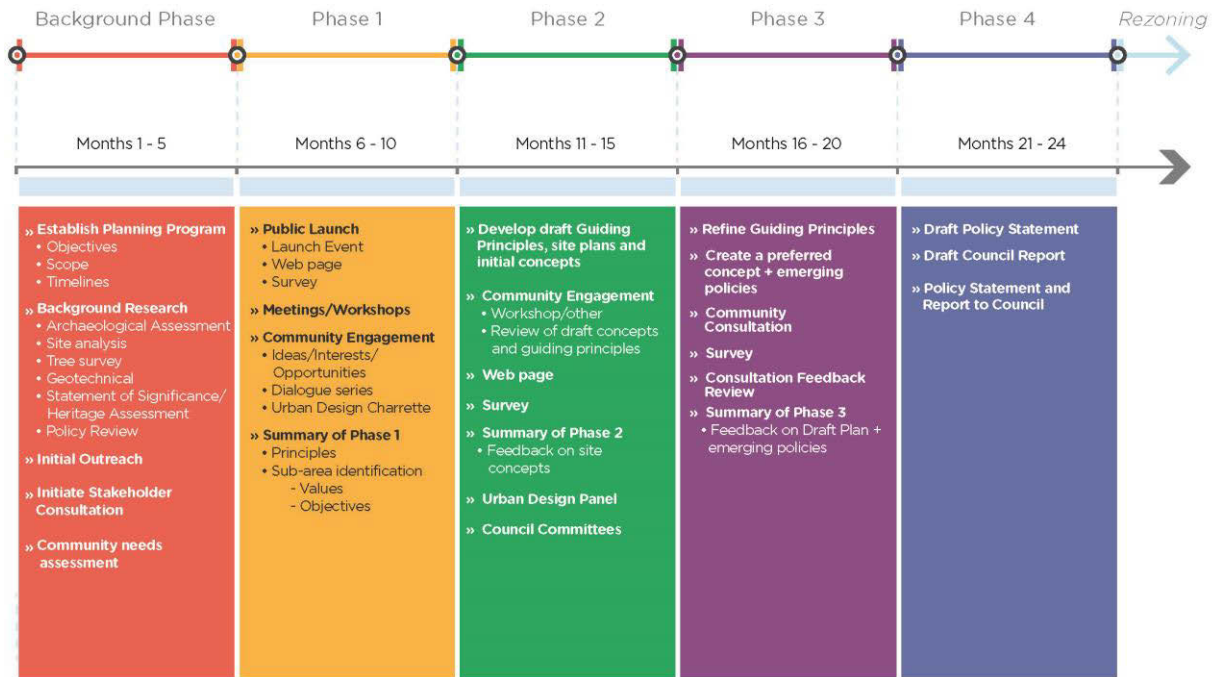 Background Phase
Phase 1
Phase 2
Phase 3
Phase 4
Rezoning
Months 1 - 5
Months 6 - 10
Months 11 - 15
Months 16 - 20
Months 21 - 24
» Establish Planning Program
• Objectives
• Scope
• Timelines
» Background Research
• Archaeological Assessment
• Site analysis
• Tree survey
• Geotechnical
• Statement of Significance/
Heritage Assessment
• Policy Review
» Initial Outreach
» Initiate Stakeholder
Consultation
» Community needs
assessment
» Public Launch
• Launch Event
• Web page
• Survey
» Meetings/Workshops
» Community Engagement
• Ideas/Interests/
Opportunities
• Dialogue series
• Urban Design Charrette
» Summary of Phase 1
• Principles
• Sub-area identification
- Values
- Objectives
» Develop draft Guiding
Principles, site plans and
initial concepts
» Community Engagement
• Workshop/other
• Review of draft concepts
and guiding principles
» Web page
» Survey
» Summary of Phase 2
• Feedback on site
concepts
» Urban Design Panel
» Council Committees
» Refine Guiding Principles
» Create a preferred
concept + emerging
policies
» Community
Consultation
» Survey
» Consultation Feedback
Review
» Summary of Phase 3
• Feedback on Draft Plan +
emerging policies
» Draft Policy Statement
» Draft Council Report
» Policy Statement and
Report to Council